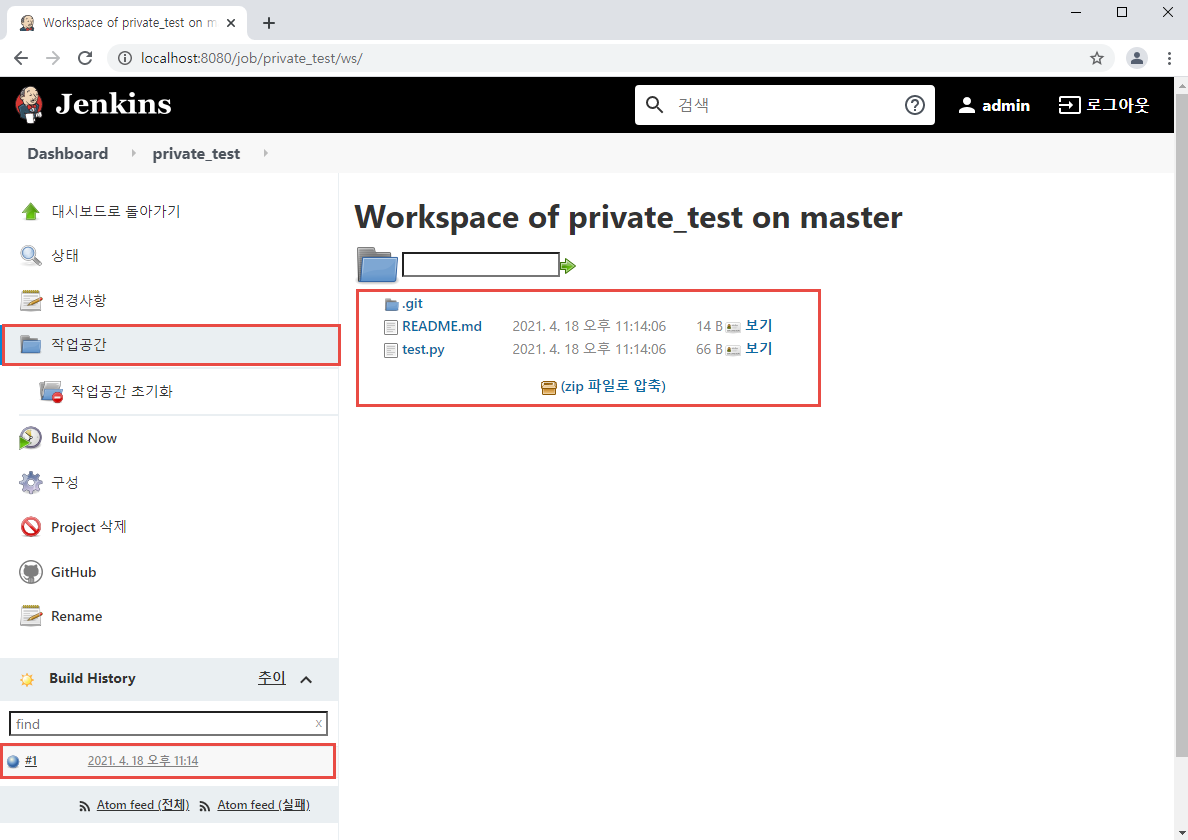 Workspace of private_test on m
localhost:8080/job/private_test/ws/
Jenkins
검색
admin
로그아웃
Dashboard
private_test
대시보드로 돌아가기
상태
변경사항
작업공간
작업공간 초기화
Build Now
구성
Project 삭제
GitHub
Rename
Build History 추이
find x
#1 2021. 4. 18 오후 11:14
Atom feed (전체) Atom feed (실패)
Workspace of private_test on master
.git
README.md 2021. 4. 18 오후 11:14:06 14 B 보기
test.py 2021. 4. 18 오후 11:14:06 66 B 보기
(zip 파일로 압축)